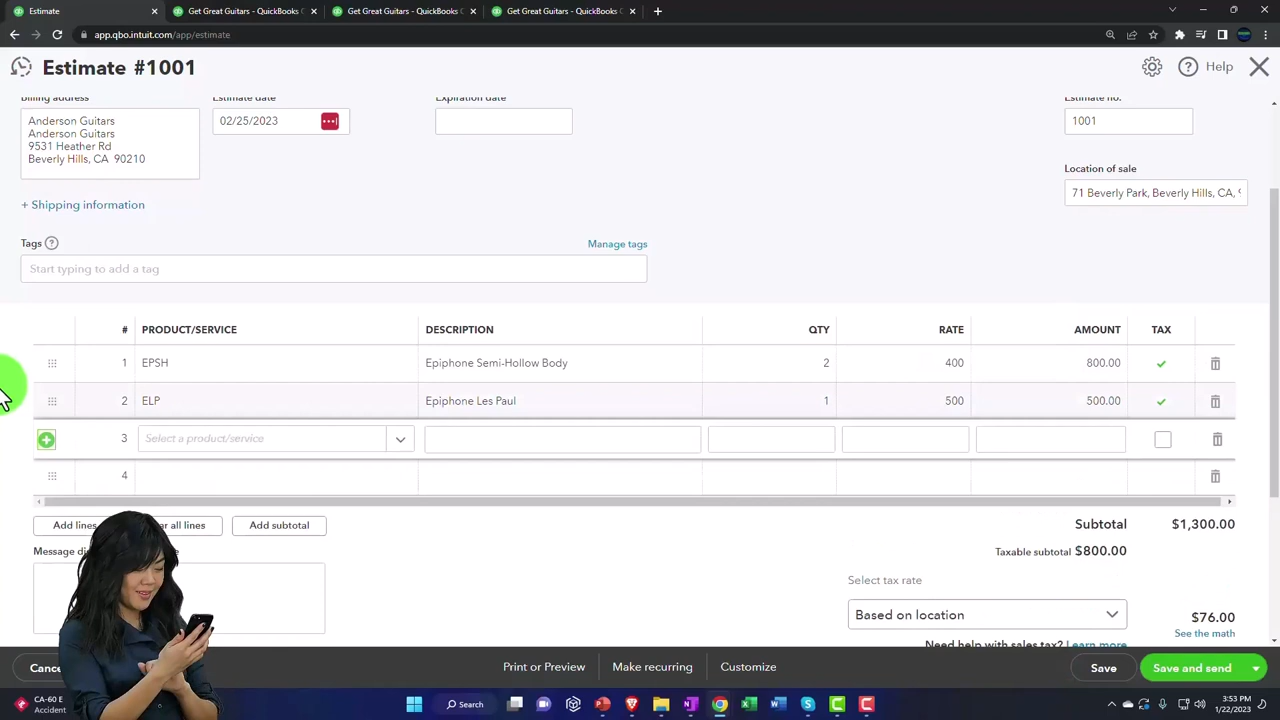 Estimate
Get Great Guitars - QuickBooks
Get Great Guitars - QuickBooks
Get Great Guitars - QuickBooks
app.qbo.intuit.com/app/estimate
Estimate #1001
Help
Billing address
Estimate date
Expiration date
Estimate no.
Anderson Guitars
Anderson Guitars
9531 Heather Rd
Beverly Hills, CA 90210
02/25/2023
1001
Location of sale
71 Beverly Park, Beverly Hills, CA,
+ Shipping information
Tags
Manage tags
Start typing to add a tag
# PRODUCT/SERVICE DESCRIPTION QTY RATE AMOUNT TAX
1 EPSH Epiphone Semi-Hollow Body 2 400 800.00
2 ELP Epiphone Les Paul 1 500 500.00
3 Select a product/service
4
Add lines
all lines
Add subtotal
Subtotal $1,300.00
Message
Taxable subtotal $800.00
Select tax rate
Based on location
$76.00
See the math
Need help with sales tax? Learn more
Print or Preview
Make recurring
Customize
Save
Save and send
CA-60 E
Accident
Search
3:53 PM
1/22/2023